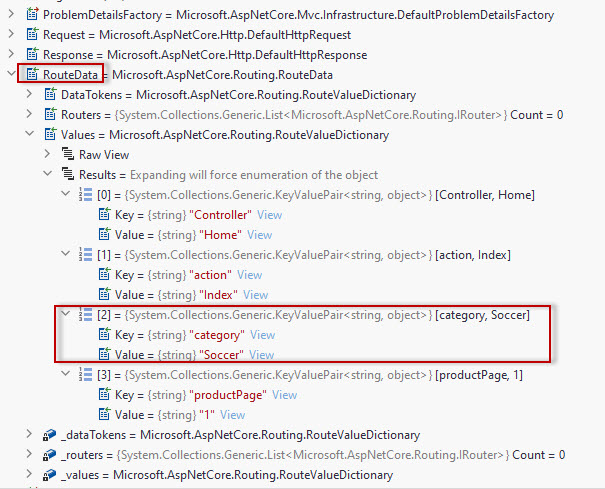 ProblemDetailsFactory = Microsoft.AspNetCore.Mvc.Infrastructure.DefaultProblemDetailsFactory
Request = Microsoft.AspNetCore.Http.DefaultHttpRequest
Response = Microsoft.AspNetCore.Http.DefaultHttpResponse
RouteData = Microsoft.AspNetCore.Routing.RouteData
DataTokens = Microsoft.AspNetCore.Routing.RouteValueDictionary
Routers = {System.Collections.Generic.List<Microsoft.AspNetCore.Routing.IRouter>} Count = 0
Values = Microsoft.AspNetCore.Routing.RouteValueDictionary
Raw View
Results = Expanding will force enumeration of the object
[0] = {System.Collections.Generic.KeyValuePair<string, object>} [Controller, Home]
Key = {string} "Controller" View
Value = {string} "Home" View
[1] = {System.Collections.Generic.KeyValuePair<string, object>} [action, Index]
Key = {string} "action" View
Value = {string} "Index" View
[2] = {System.Collections.Generic.KeyValuePair<string, object>} [category, Soccer]
Key = {string} "category" View
Value = {string} "Soccer" View
[3] = {System.Collections.Generic.KeyValuePair<string, object>} [productPage, 1]
Key = {string} "productPage" View
Value = {string} "1" View
_dataTokens = Microsoft.AspNetCore.Routing.RouteValueDictionary
_routers = {System.Collections.Generic.List<Microsoft.AspNetCore.Routing.IRouter>} Count = 0
_values = Microsoft.AspNetCore.Routing.RouteValueDictionary